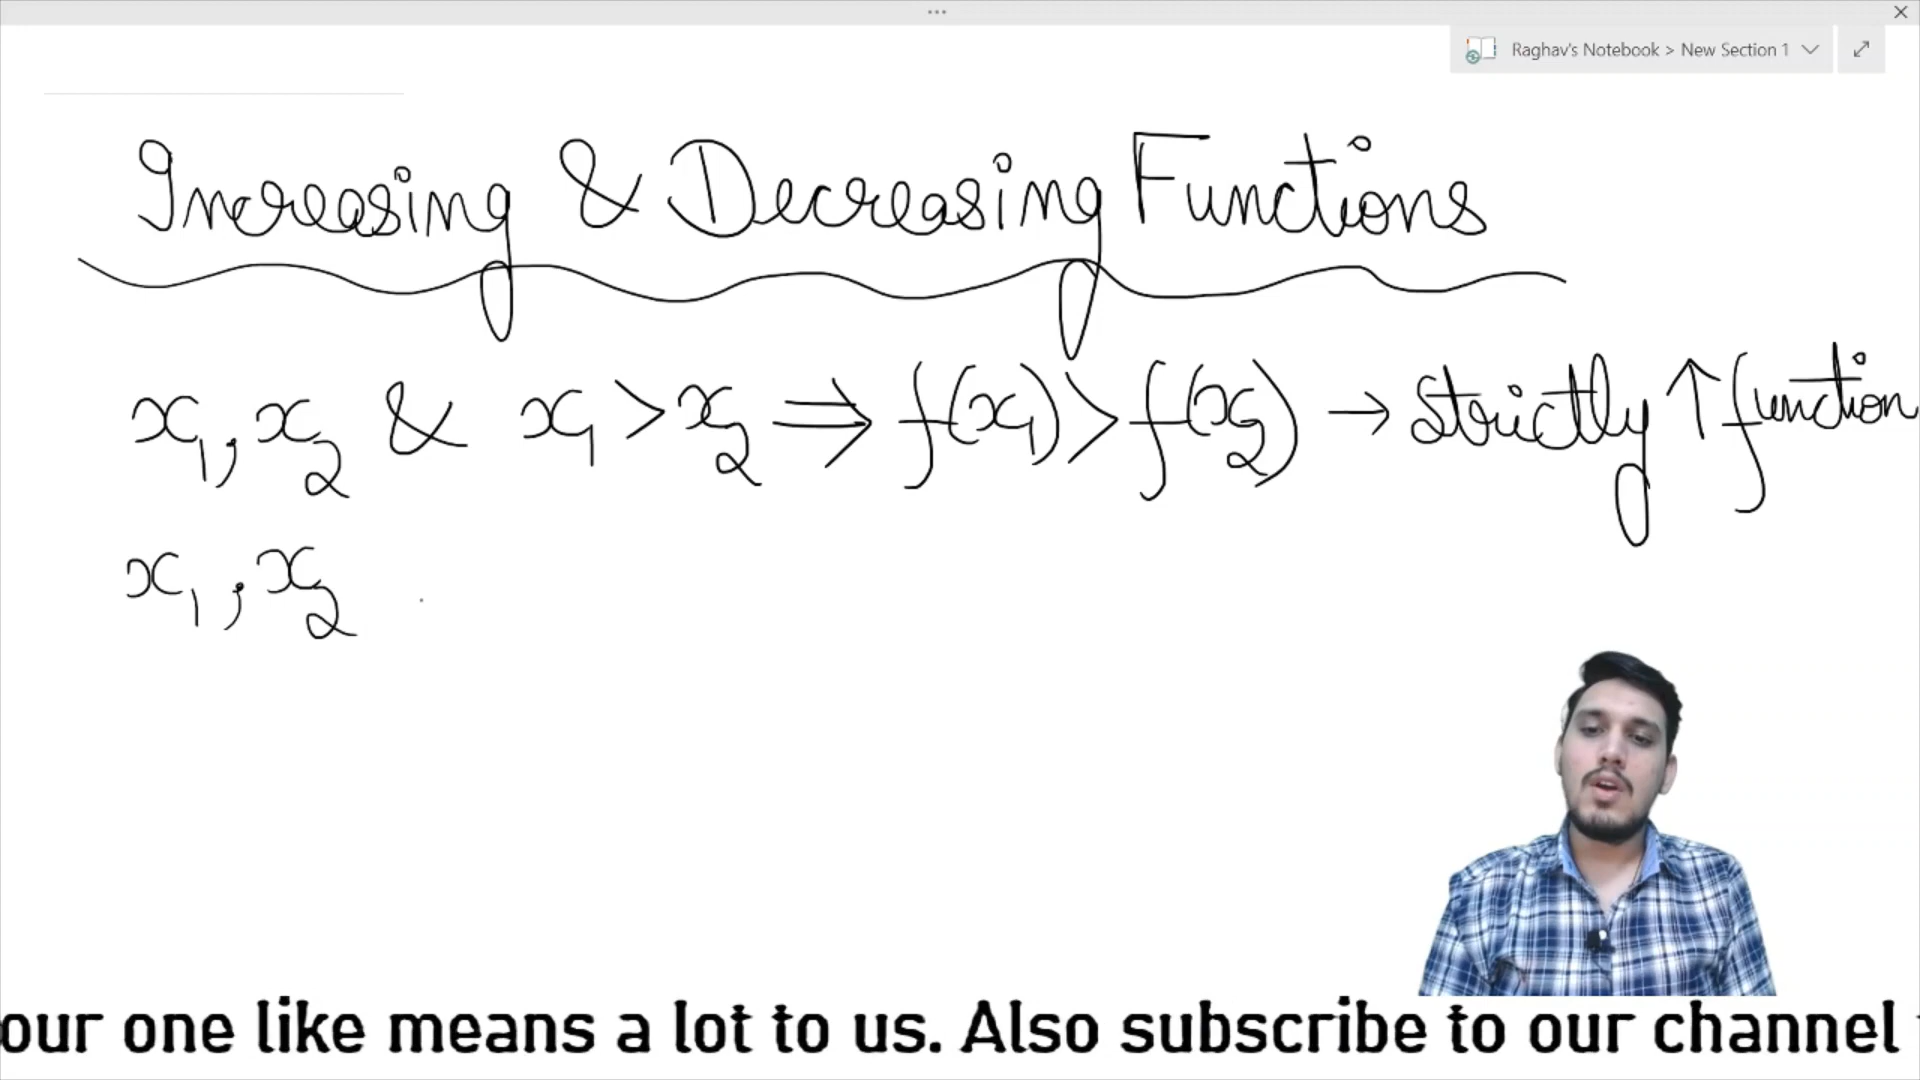 Raghav's Notebook > New Section 1
Increasing & Decreasing Functions
x₁, x₂ & x₁ > x₂ ⟹ f(x₁) > f(x₂) → Strictly ↑ function
x₁, x₂
our one like means a lot to us. Also subscribe to our channel